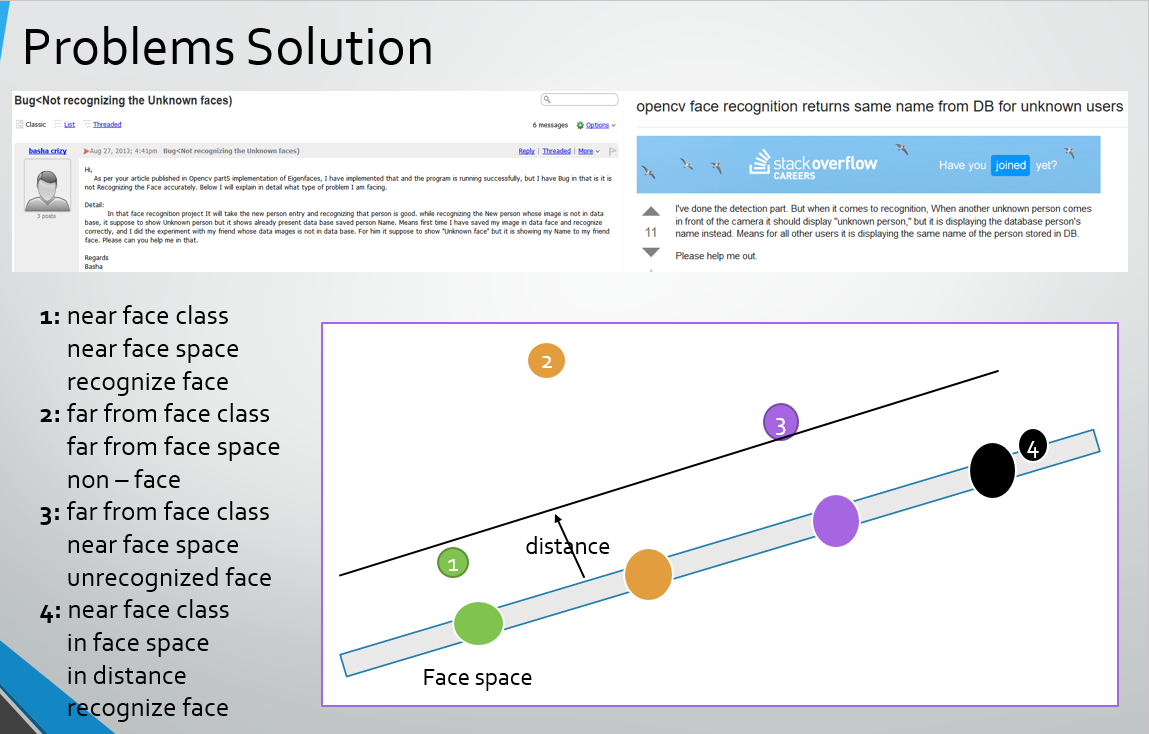 Problems Solution
Bug<Not recognizing the Unknown faces)
Classic List Threaded
6 messages Options
basha crizy
3 posts
Aug 27, 2013; 4:41pm Bug<Not recognizing the Unknown faces)
Reply | Threaded | More
Hi,
As per your article published in Opencv part5 implementation of Eigenfaces, I have implemented that and the program is running successfully, but I have Bug in that is it is
not Recognizing the Face accurately. Below I will explain in detail what type of problem I am facing.
Detail:
In that face recognition project It will take the new person entry and recognizing that person is good. while recognizing the New person whose image is not in data
base, it suppose to show Unknown person but it shows already present data base saved person Name. Means first time I have saved my image in data face and recognize
correctly, and I did the experiment with my friend whose data images is not in data base. For him it suppose to show "Unknown face" but it is showing my Name to my friend
face. Please can you help me in that.
Regards
Basha
opencv face recognition returns same name from DB for unknown users
stackoverflow
CAREERS
Have you joined yet?
11
I've done the detection part. But when it comes to recognition, When another unknown person comes
in front of the camera it should display "unknown person," but it is displaying the database person's
name instead. Means for all other users it is displaying the same name of the person stored in DB.
Please help me out.
1: near face class
near face space
recognize face
2: far from face class
far from face space
non – face
3: far from face class
near face space
unrecognized face
4: near face class
in face space
in distance
recognize face
2
3
4
distance
1
Face space